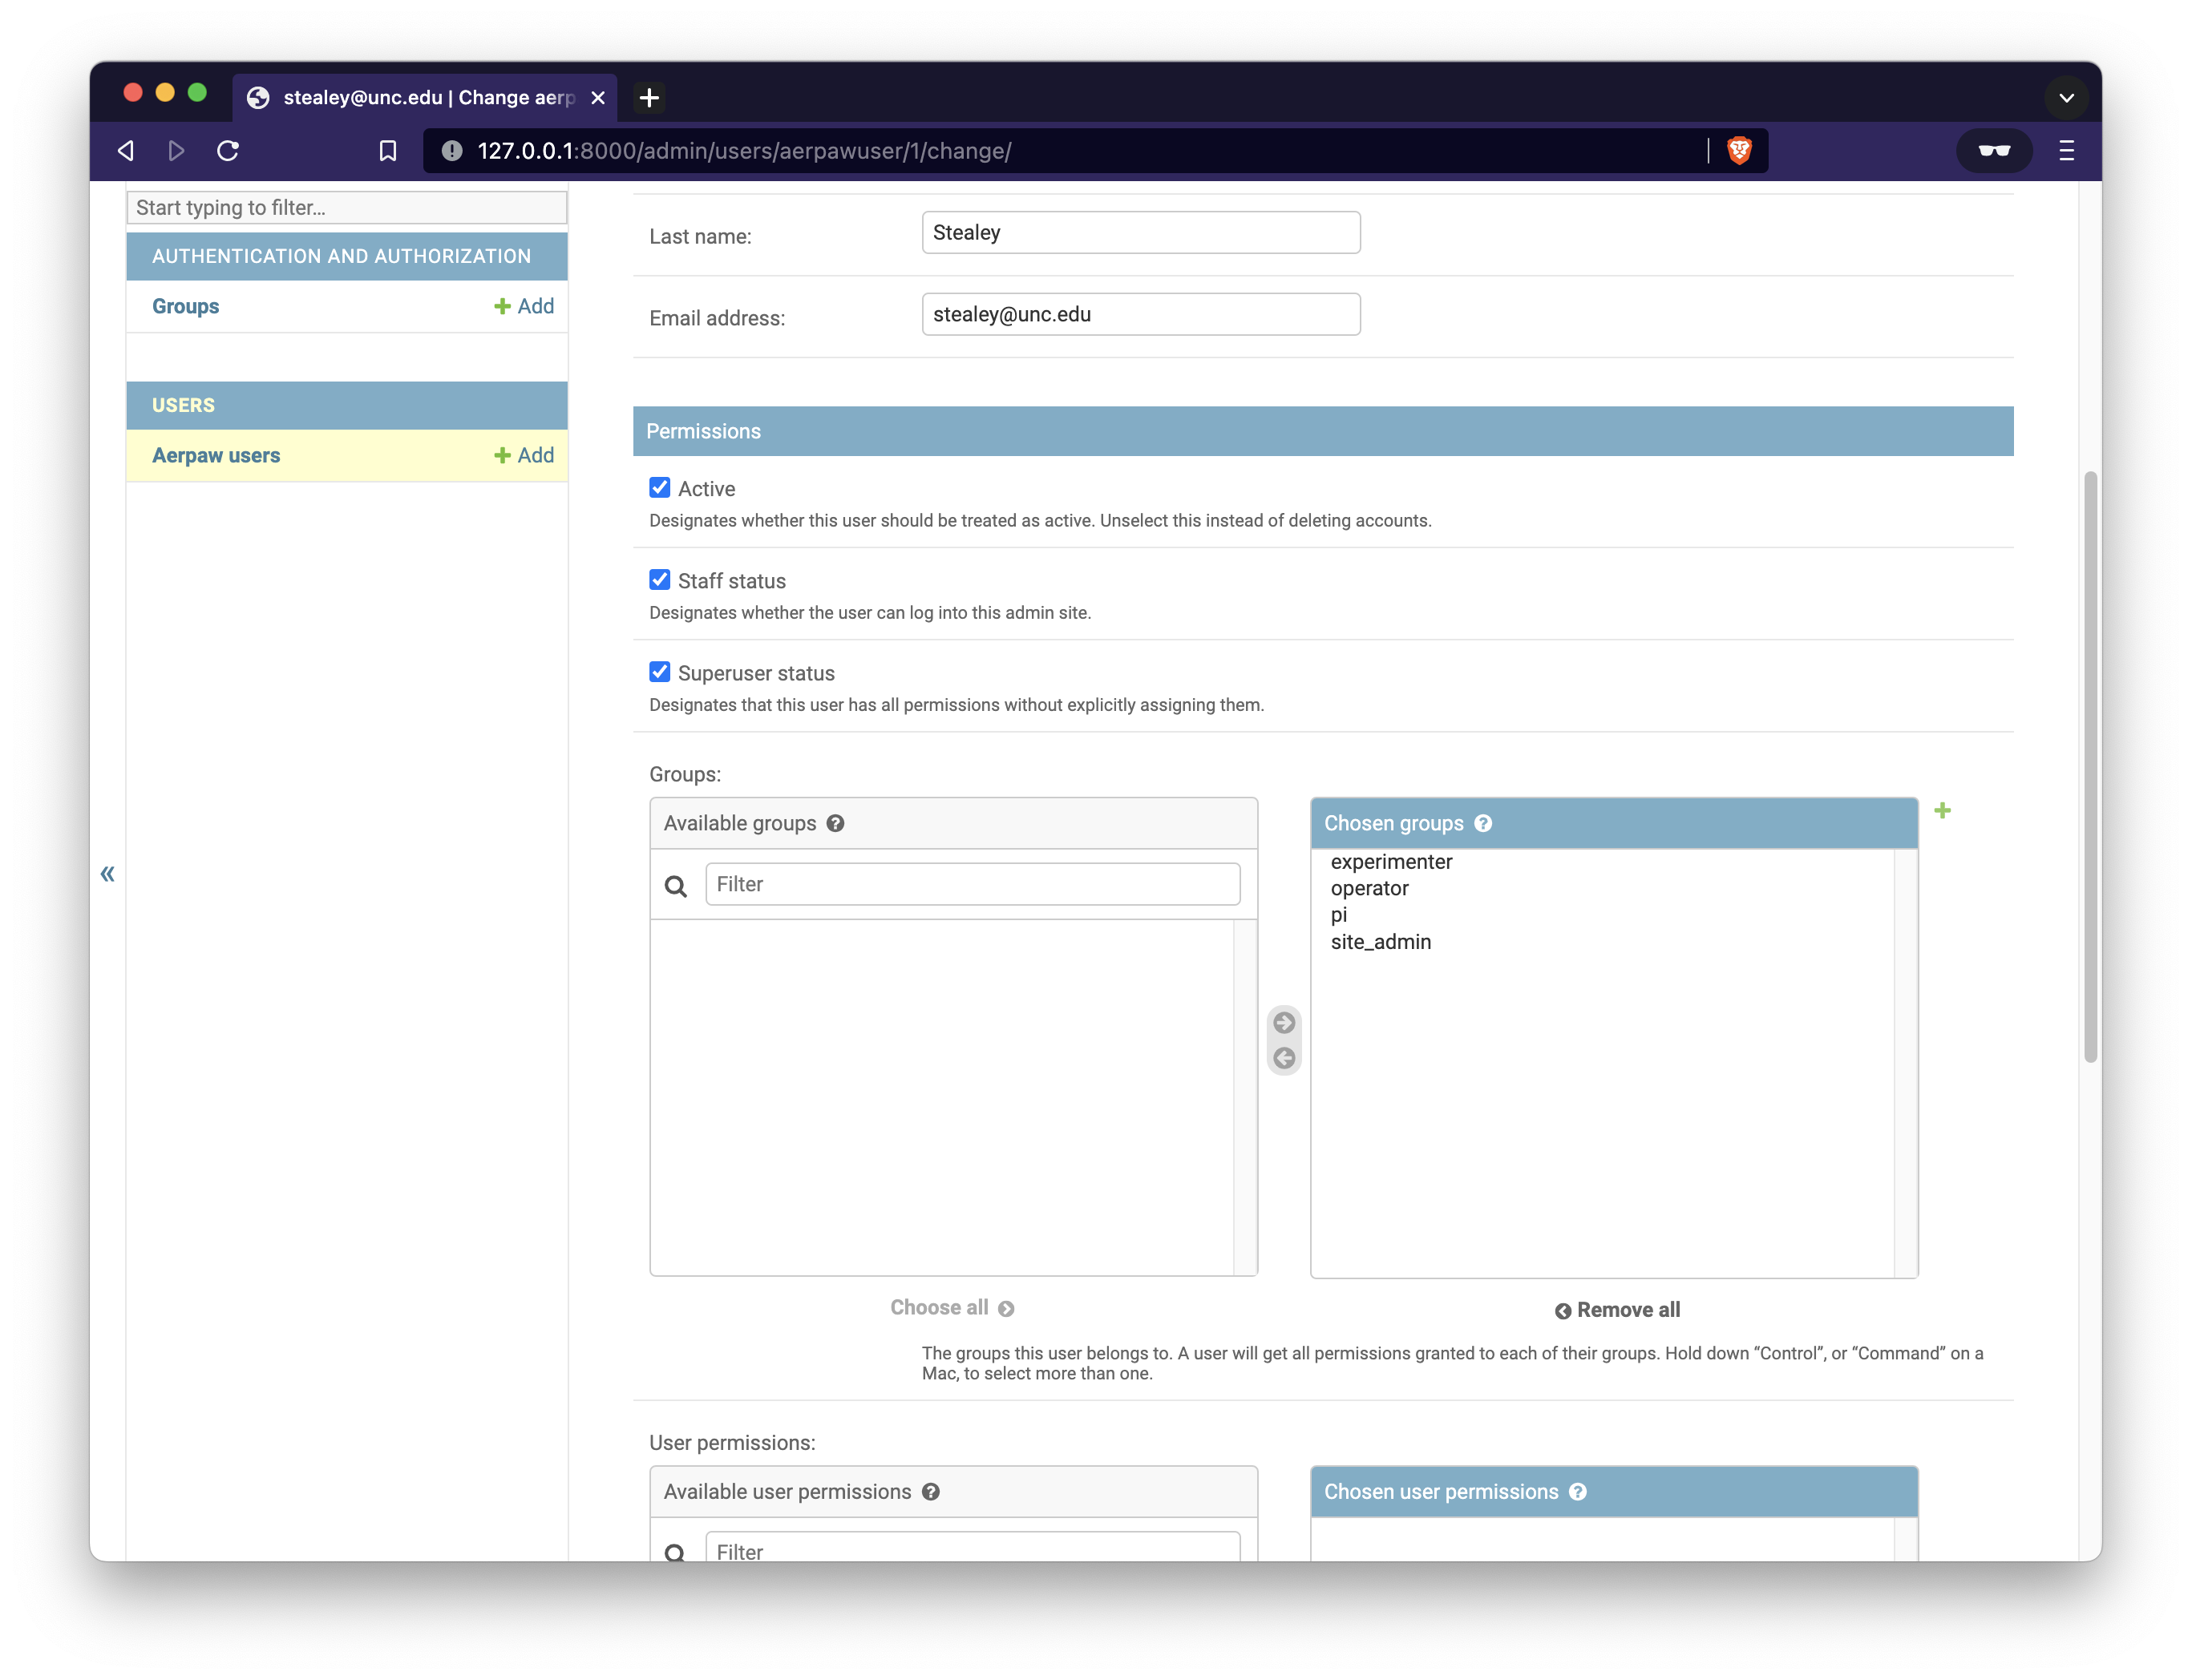 stealey@unc.edu | Change aerp
127.0.0.1:8000/admin/users/aerpawuser/1/change/
Start typing to filter...
AUTHENTICATION AND AUTHORIZATION
Groups
Add
USERS
Aerpaw users
Add
Last name:
Stealey
Email address:
stealey@unc.edu
Permissions
Active
Designates whether this user should be treated as active. Unselect this instead of deleting accounts.
Staff status
Designates whether the user can log into this admin site.
Superuser status
Designates that this user has all permissions without explicitly assigning them.
Groups:
Available groups
Filter
Choose all
Chosen groups
experimenter
operator
pi
site_admin
Remove all
The groups this user belongs to. A user will get all permissions granted to each of their groups. Hold down “Control”, or “Command” on a
Mac, to select more than one.
User permissions:
Available user permissions
Filter
Chosen user permissions